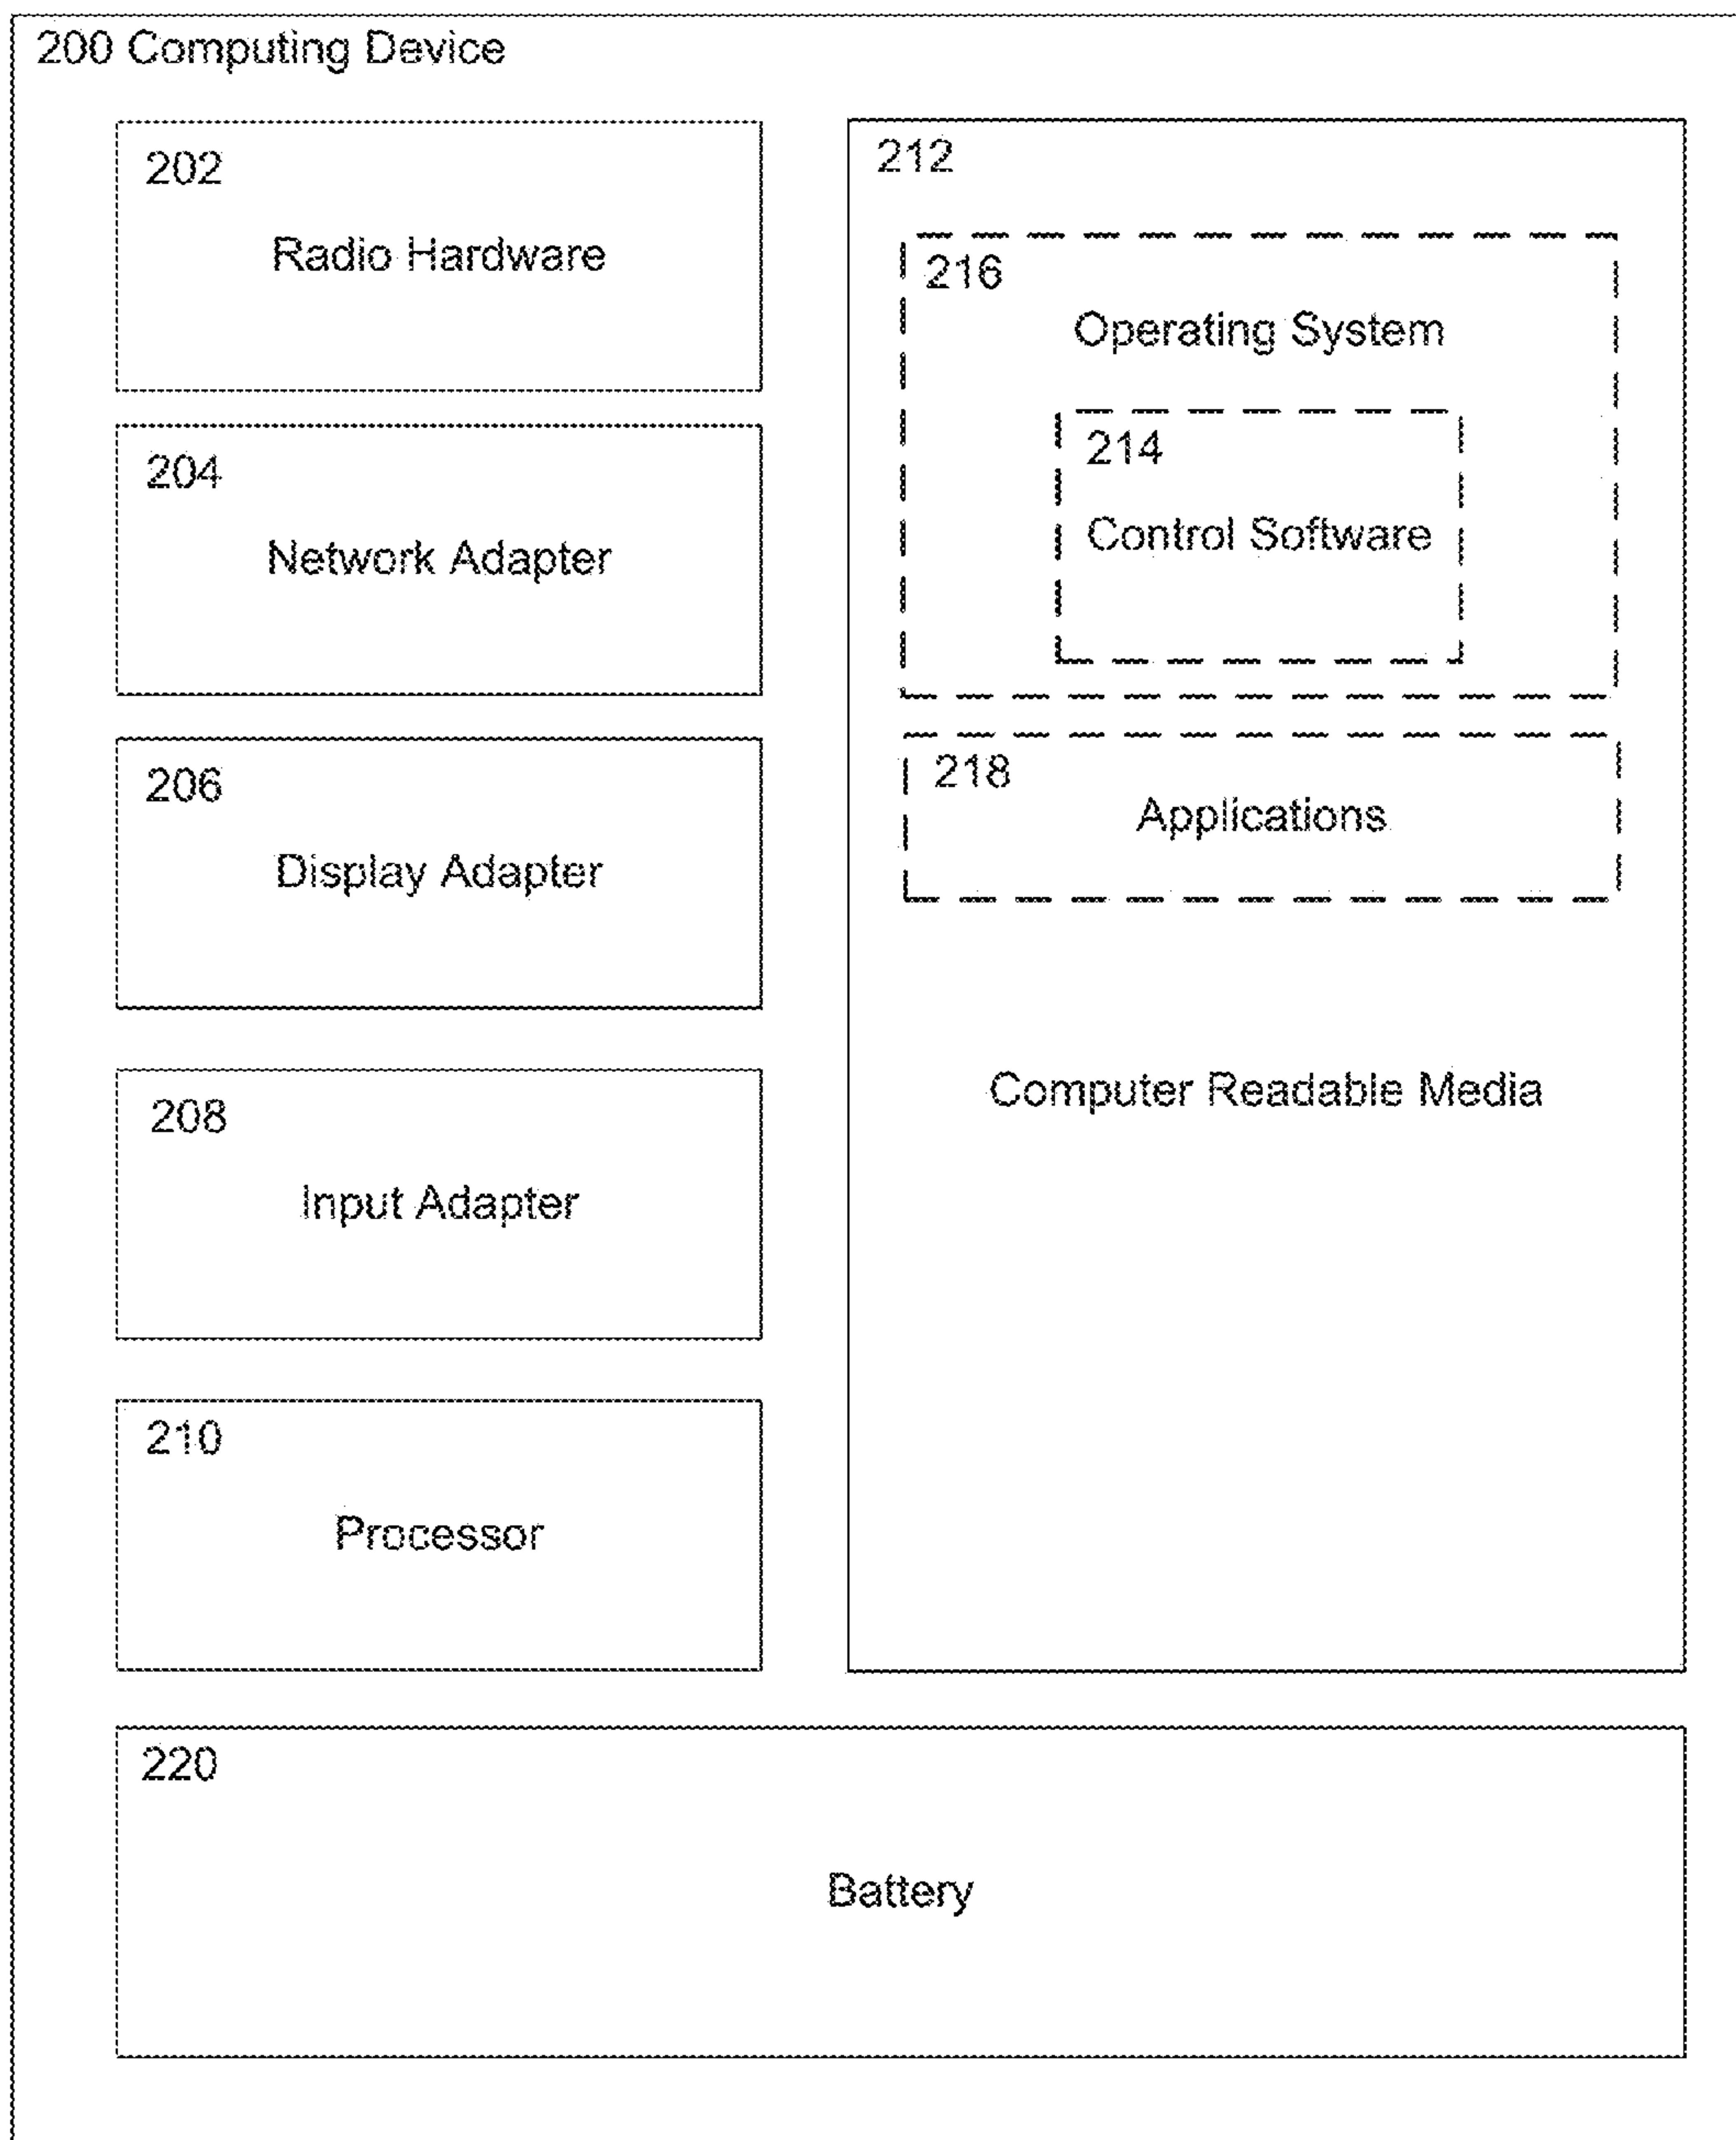 200 Computing Device
202
Radio Hardware
204
Network Adapter
206
Display Adapter
208
Input Adapter
210
Processor
212
216
Operating System
214
Control Software
218
Applications
Computer Readable Media
220
Battery